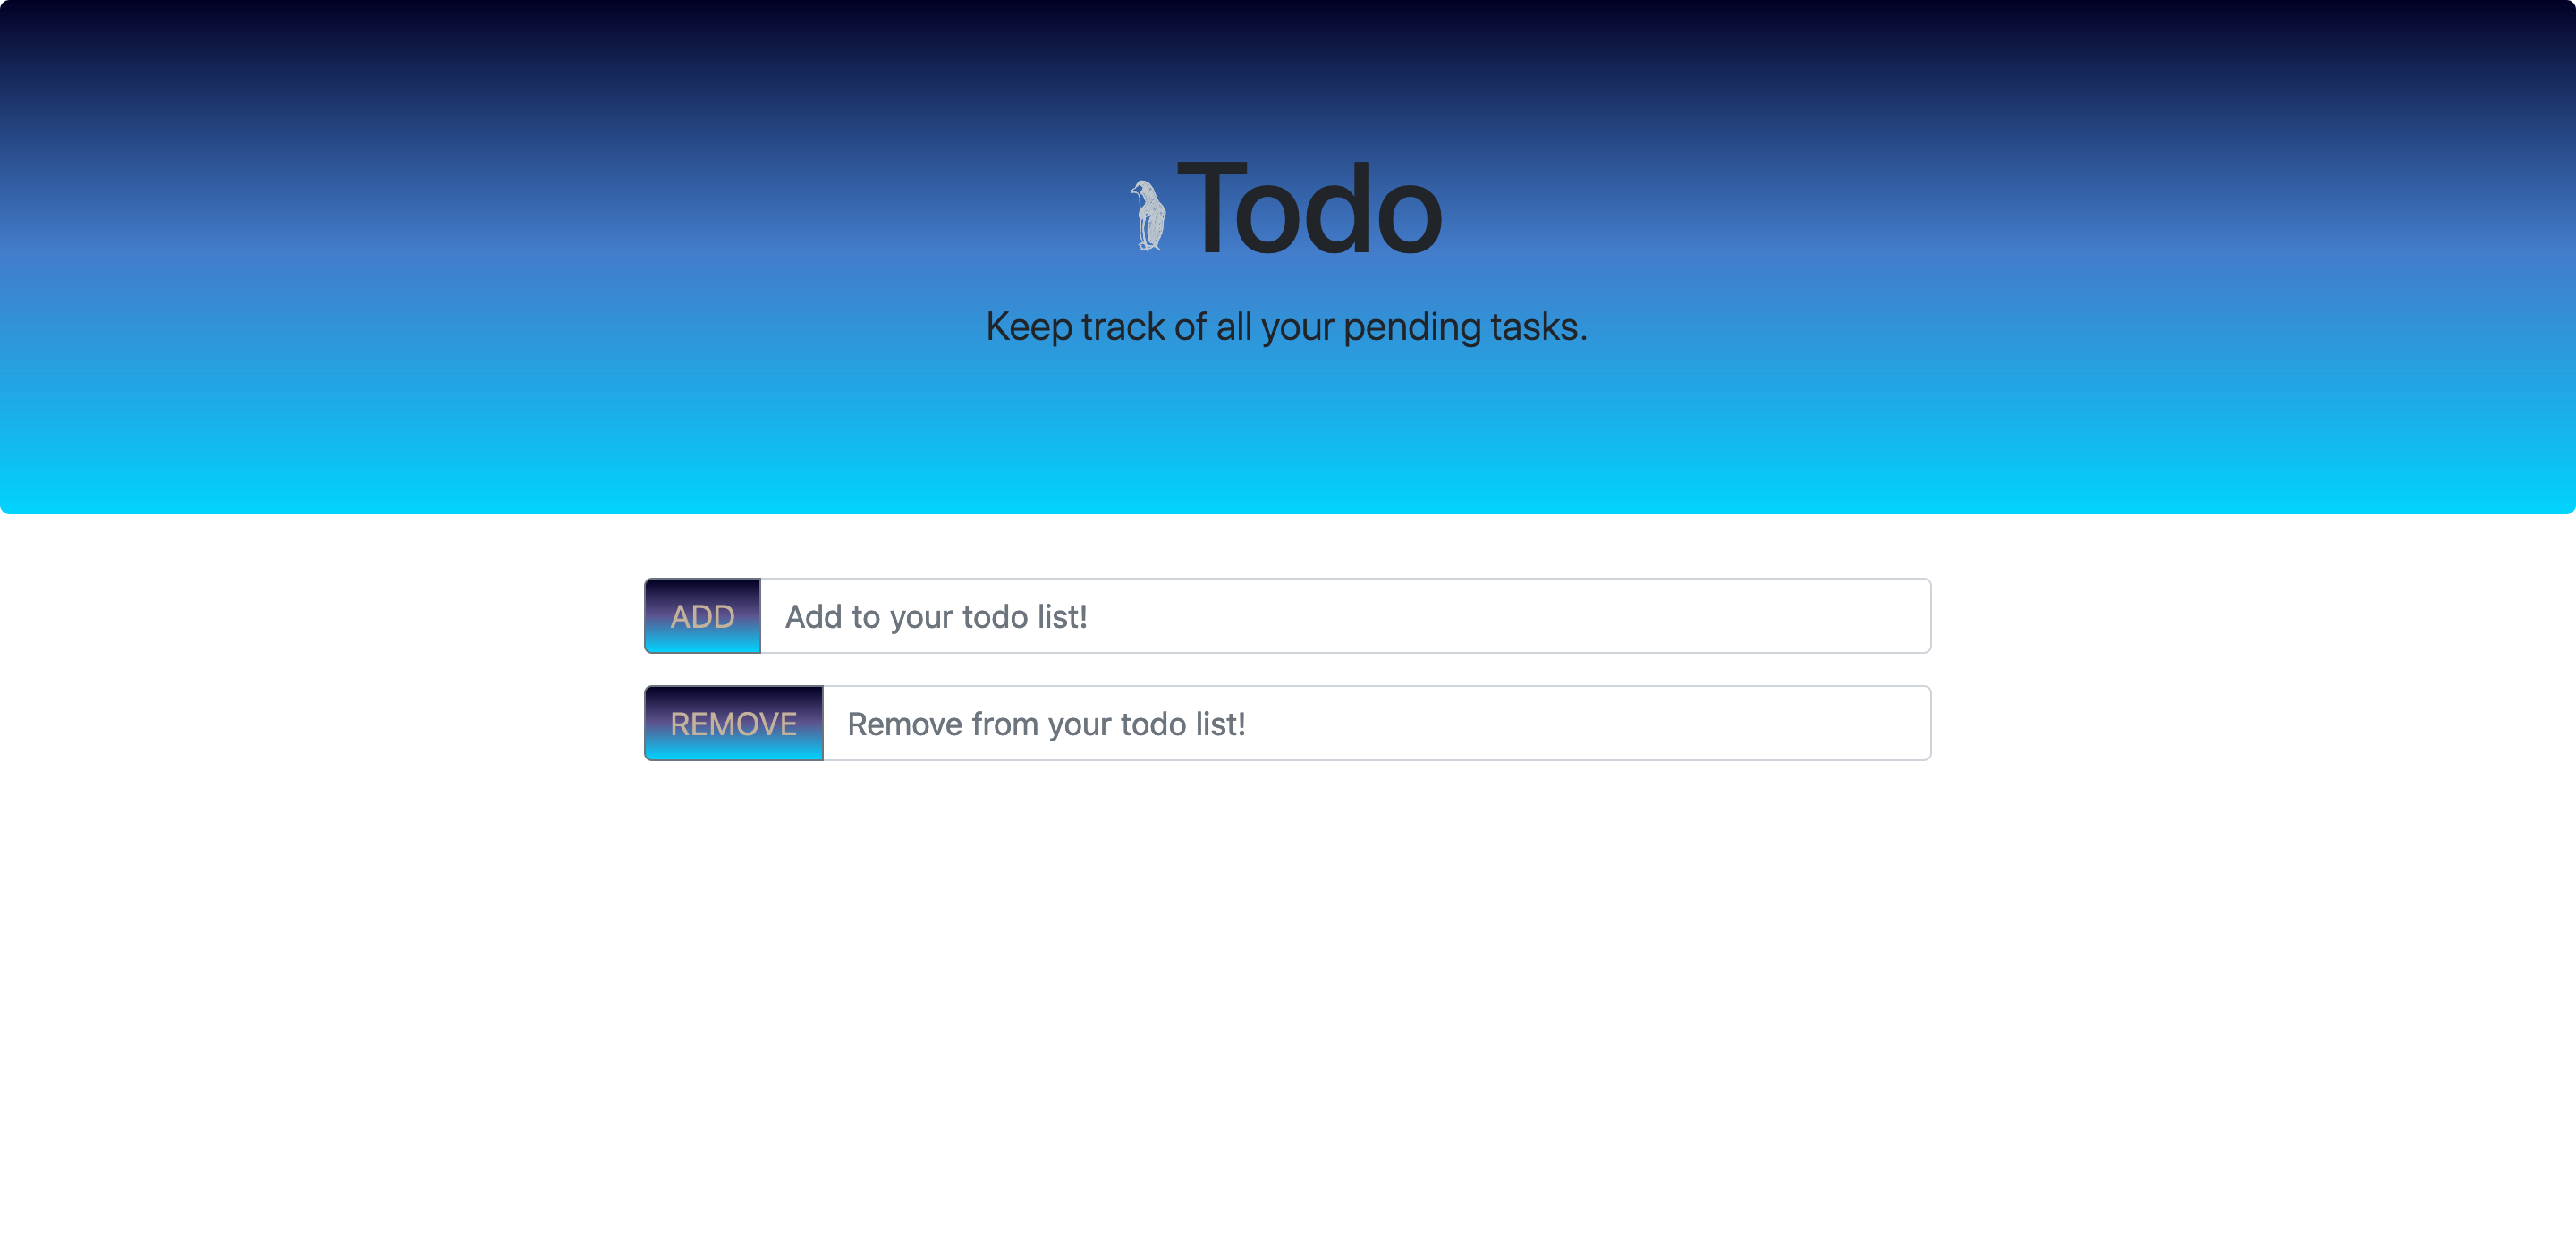 Todo
Keep track of all your pending tasks.
ADD Add to your todo list!
REMOVE Remove from your todo list!